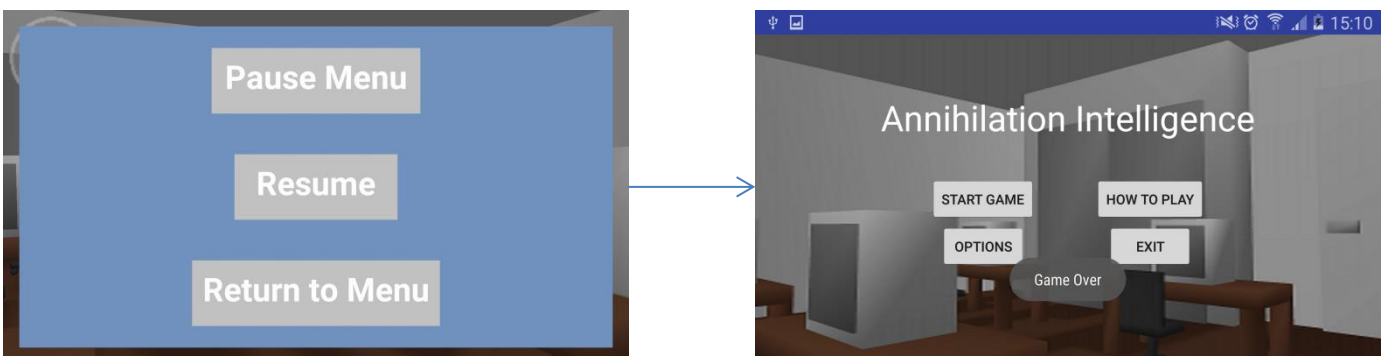 Pause Menu
Resume
Return to Menu
15:10
Annihilation Intelligence
START GAME
HOW TO PLAY
OPTIONS
EXIT
Game Over